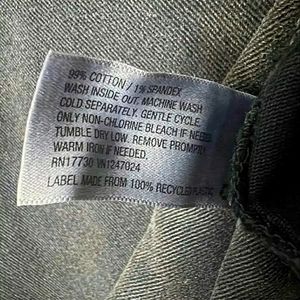 99% COTTON / 1% SPANDEX
WASH INSIDE OUT. MACHINE WASH
COLD SEPARATELY. GENTLE CYCLE.
ONLY NON-CHLORINE BLEACH IF NEEDED.
TUMBLE DRY LOW. REMOVE PROMPTLY.
WARM IRON IF NEEDED.
RN17730 VN1247024
LABEL MADE FROM 100% RECYCLED PLASTIC